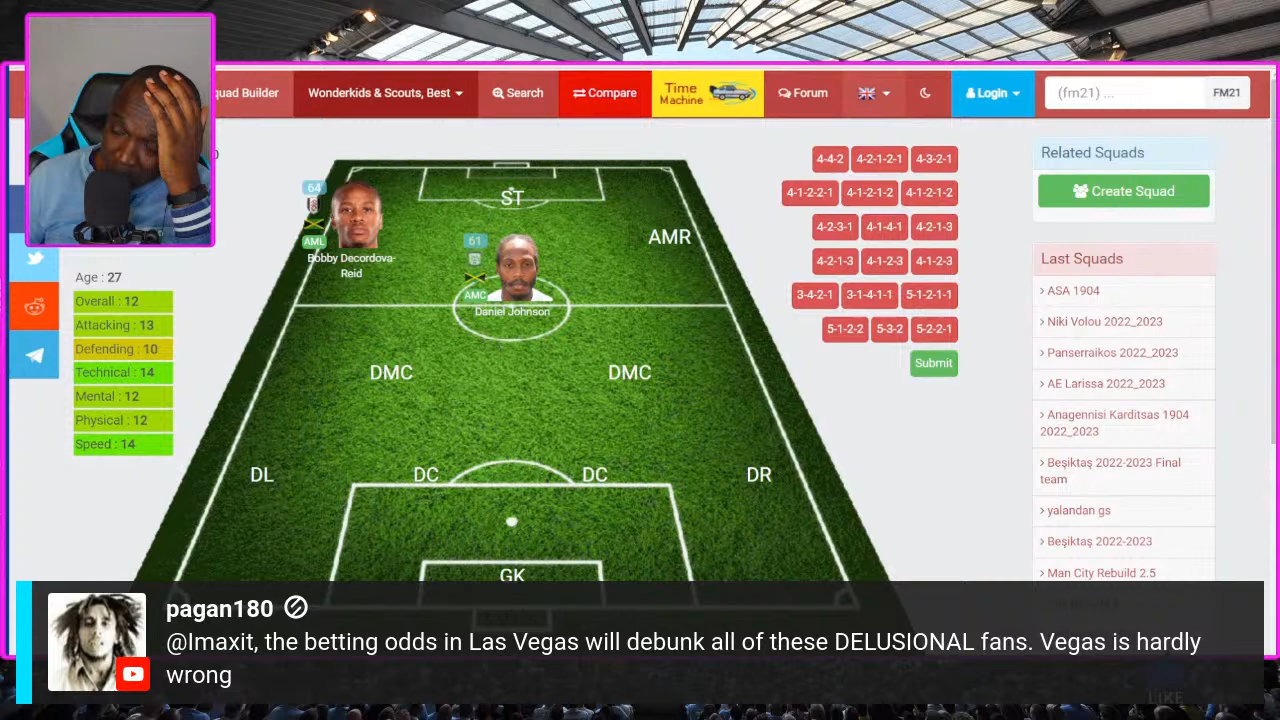 quad Builder
Wonderkids & Scouts, Best
Search
Compare
Time
Machine
Forum
Login
(fm21) ...
FM21
0
64
AML
Bobby Decordova-
Reid
61
AMC
Daniel Johnson
ST
AMR
DMC
DMC
DL
DC
DC
DR
GK
Age : 27
Overall : 12
Attacking : 13
Defending : 10
Technical : 14
Mental : 12
Physical : 12
Speed : 14
4-4-2 4-2-1-2-1 4-3-2-1
4-1-2-2-1 4-1-2-1-2 4-1-2-1-2
4-2-3-1 4-1-4-1 4-2-1-3
4-2-1-3 4-1-2-3 4-1-2-3
3-4-2-1 3-1-4-1-1 5-1-2-1-1
5-1-2-2 5-3-2 5-2-2-1
Submit
Related Squads
Create Squad
Last Squads
ASA 1904
Niki Volou 2022_2023
Panserraikos 2022_2023
AE Larissa 2022_2023
Anagennisi Karditsas 1904
2022_2023
Beşiktaş 2022-2023 Final
team
yalandan gs
Beşiktaş 2022-2023
Man City Rebuild 2.5
pagan180
@Imaxit, the betting odds in Las Vegas will debunk all of these DELUSIONAL fans. Vegas is hardly
wrong
LIKE